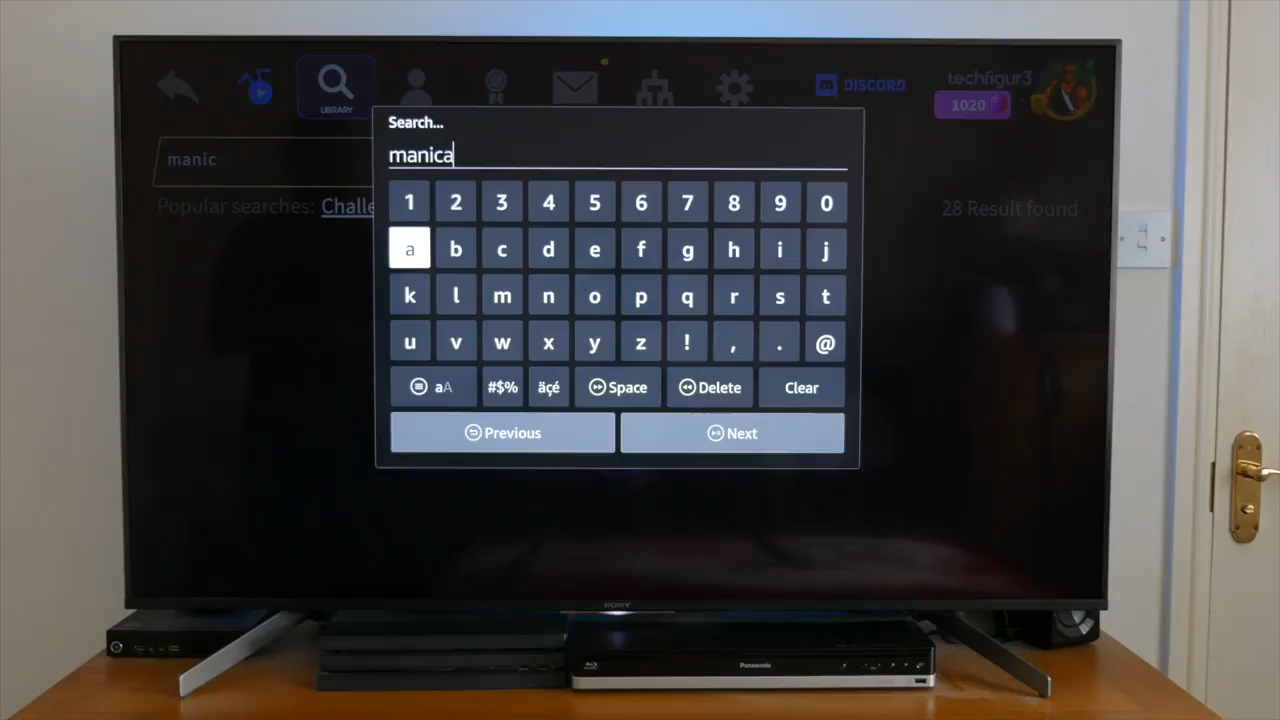 LIBRARY
DISCORD
techfigur3
1020
Search...
manica
manic
Popular searches: Challe
28 Result found
1 2 3 4 5 6 7 8 9 0
a b c d e f g h i j
k l m n o p q r s t
u v w x y z ! , . @
aA #$% äçé Space Delete Clear
Previous Next
SONY
Panasonic